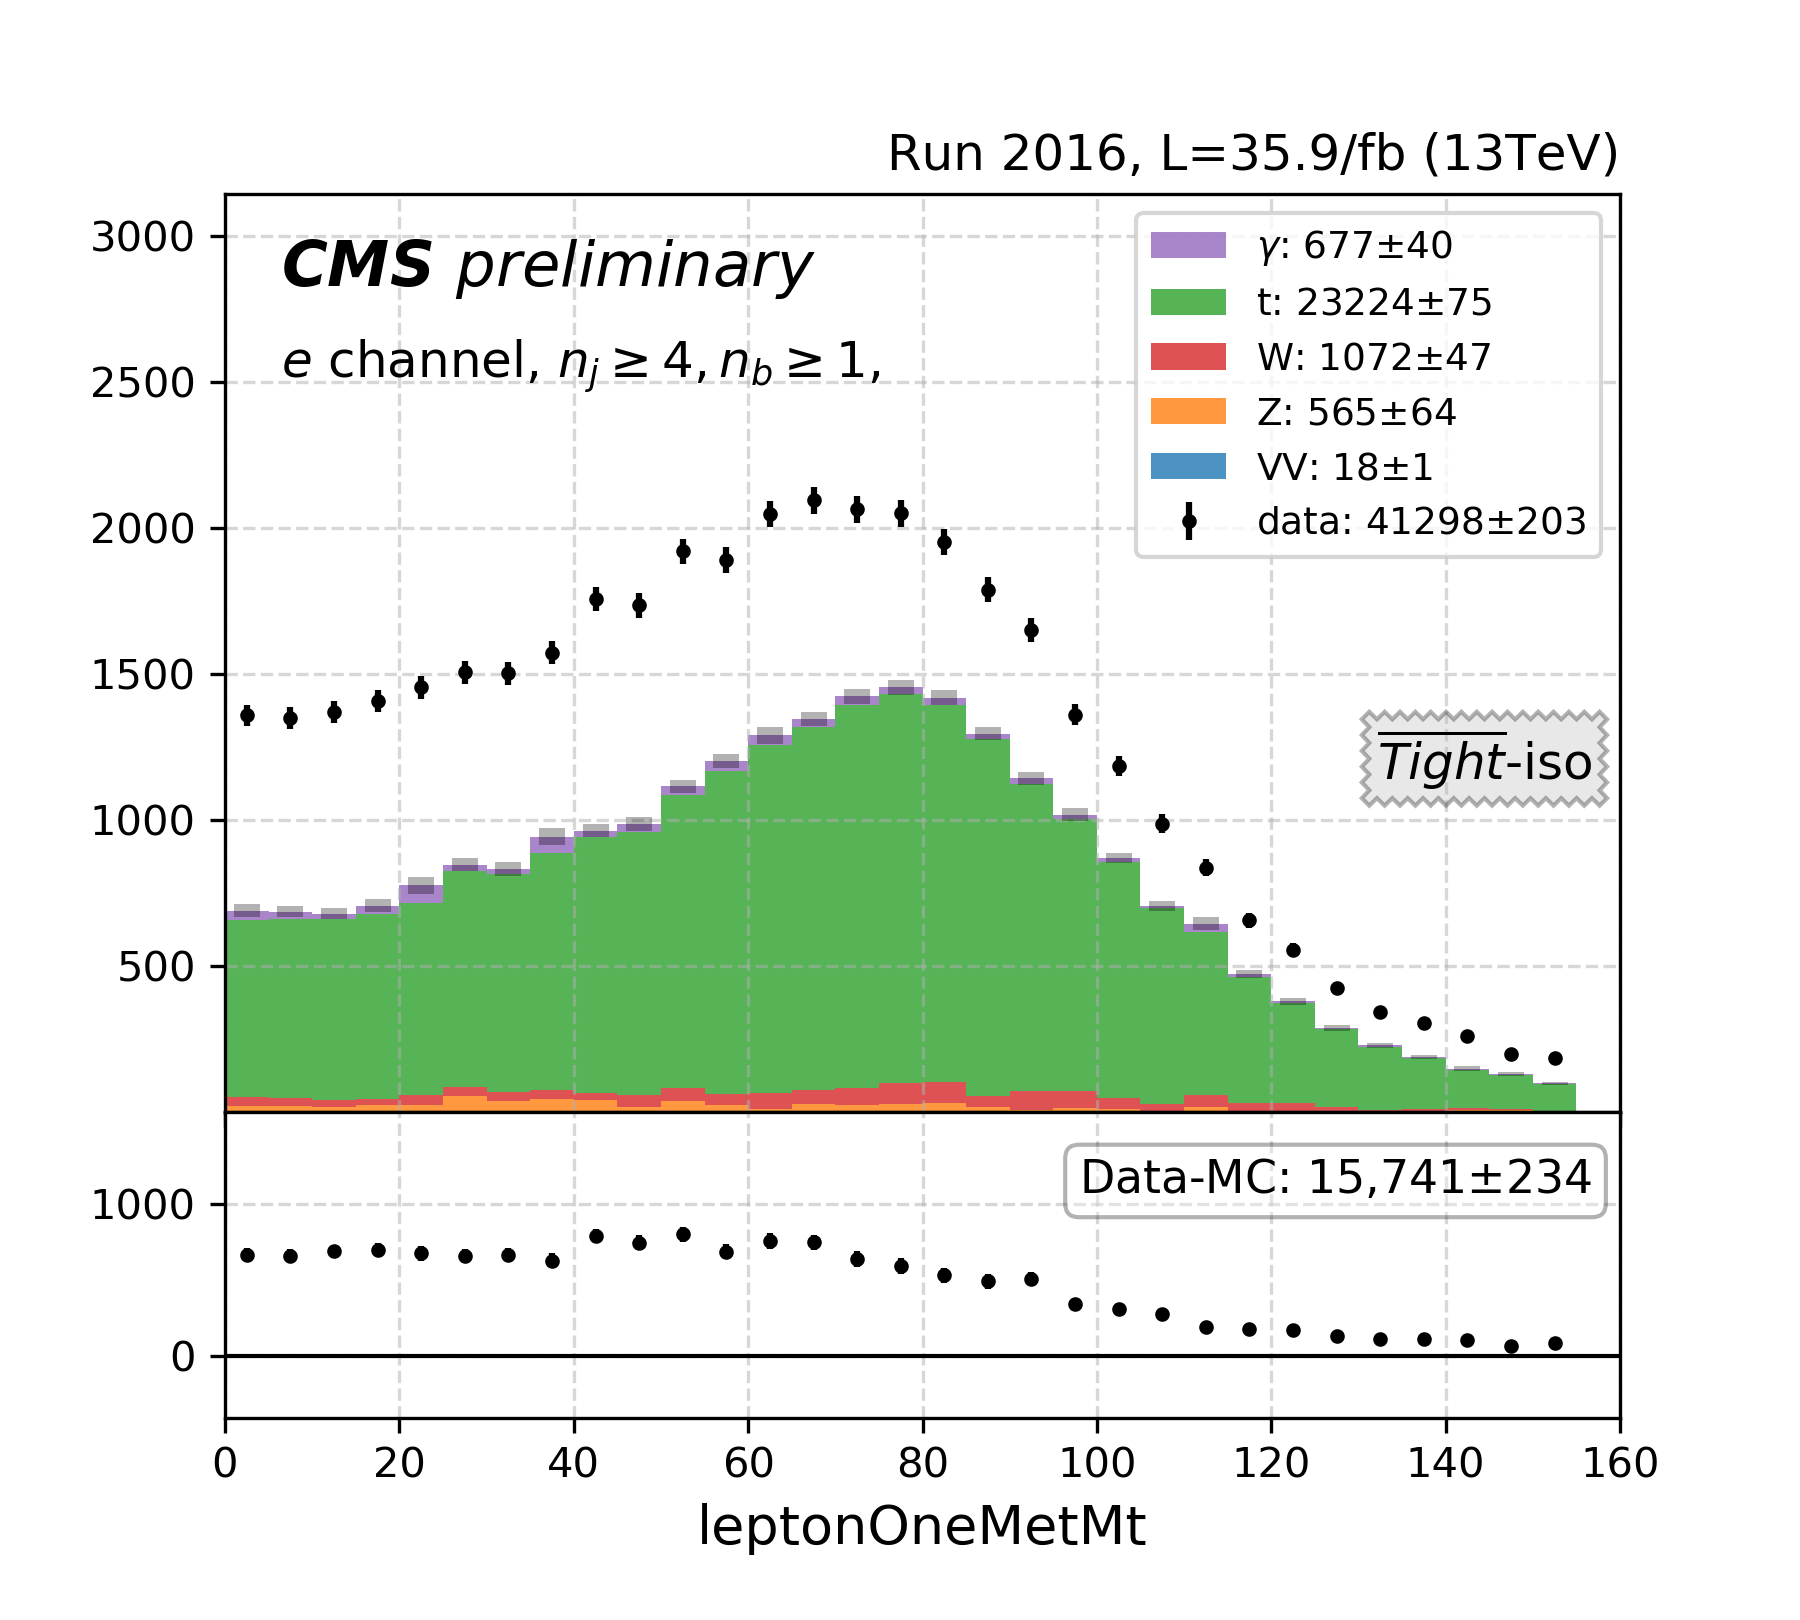 Run 2016, L=35.9/fb (13TeV)
3000
2500
2000
1500
1000
500
CMS preliminary
e channel, n_j ≥ 4, n_b ≥ 1,
γ: 677±40
t: 23224±75
W: 1072±47
Z: 565±64
VV: 18±1
data: 41298±203
Tight-iso
Data-MC: 15,741±234
1000
0
0 20 40 60 80 100 120 140 160
leptonOneMetMt